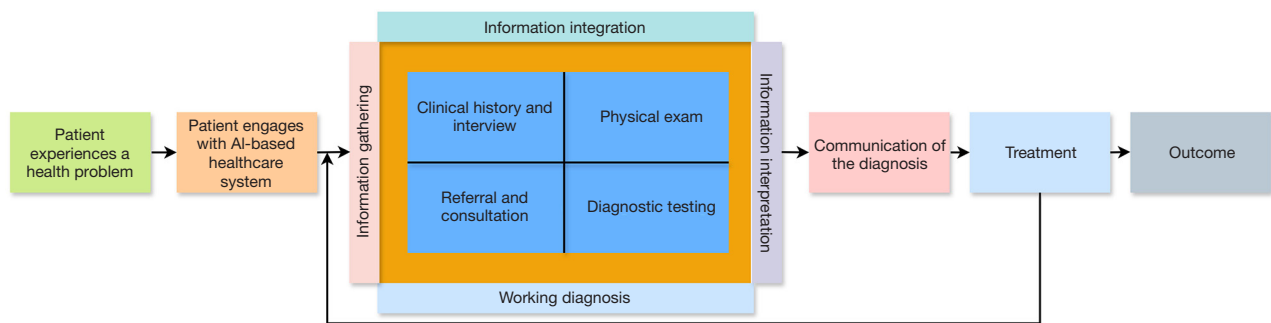 Information integration
Patient
experiences a
health problem
Patient engages
with AI-based
healthcare
system
Information gathering
Clinical history and
interview
Physical exam
Referral and
consultation
Diagnostic testing
Working diagnosis
Information interpretation
Communication of
the diagnosis
Treatment
Outcome